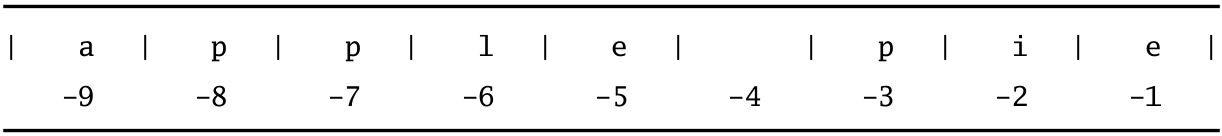 | a | p | p | l | e | | p | i | e |
–9 –8 –7 –6 –5 –4 –3 –2 –1